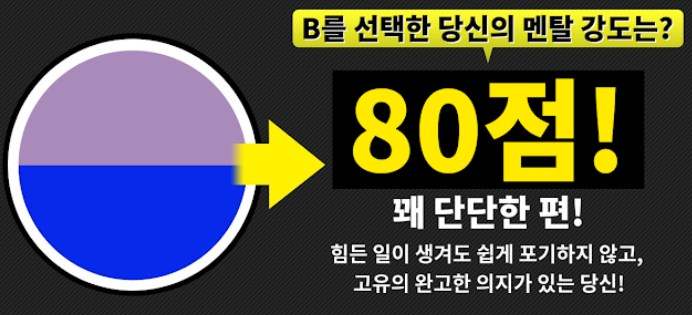 B를 선택한 당신의 멘탈 강도는?
80점!
꽤 단단한 편!
힘든 일이 생겨도 쉽게 포기하지 않고,
고유의 완고한 의지가 있는 당신!